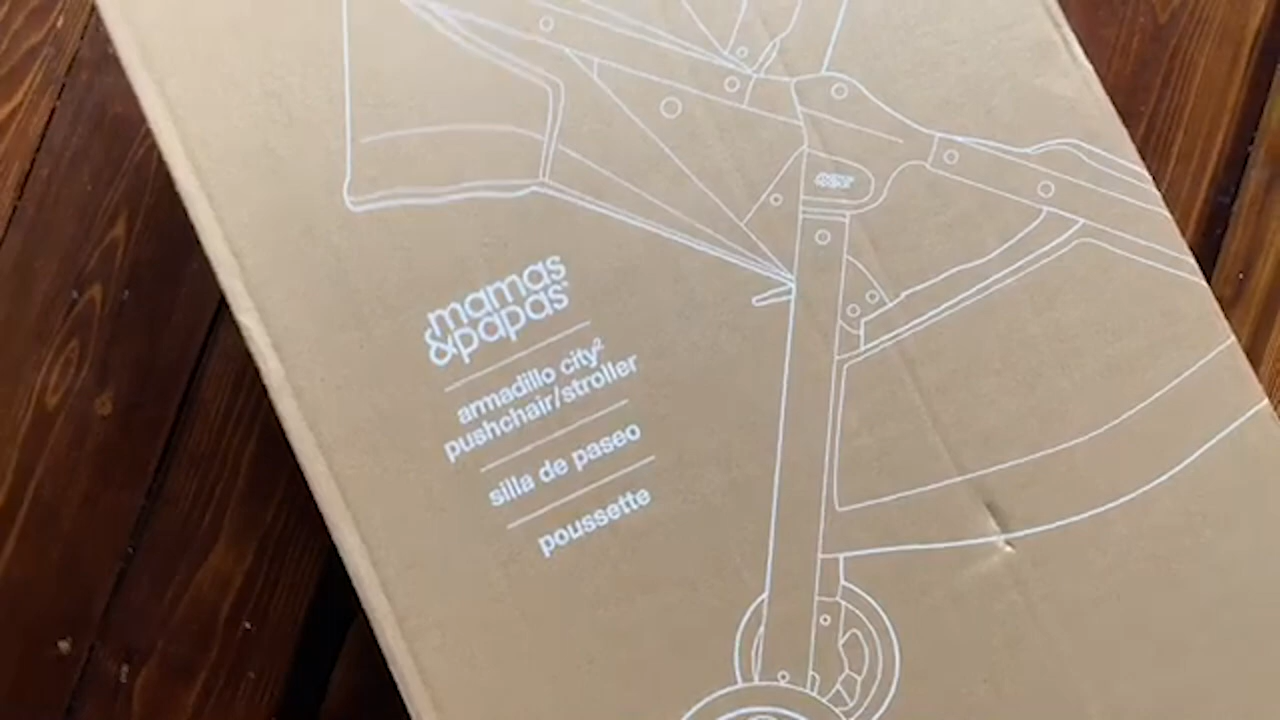 mamas
&papas
armadillo city²
pushchair/stroller
silla de paseo
poussette